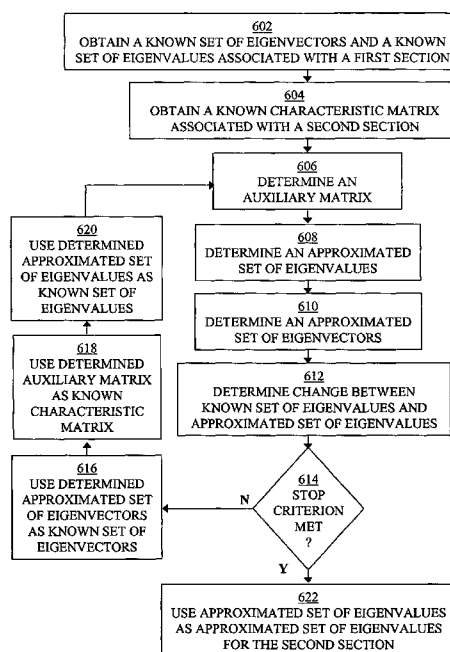 602
OBTAIN A KNOWN SET OF EIGENVECTORS AND A KNOWN
SET OF EIGENVALUES ASSOCIATED WITH A FIRST SECTION
604
OBTAIN A KNOWN CHARACTERISTIC MATRIX
ASSOCIATED WITH A SECOND SECTION
606
DETERMINE AN
AUXILIARY MATRIX
608
DETERMINE AN APPROXIMATED
SET OF EIGENVALUES
610
DETERMINE AN APPROXIMATED
SET OF EIGENVECTORS
612
DETERMINE CHANGE BETWEEN
KNOWN SET OF EIGENVALUES AND
APPROXIMATED SET OF EIGENVALUES
614
STOP
CRITERION
MET
?
N
616
USE DETERMINED
APPROXIMATED SET
OF EIGENVECTORS
AS KNOWN SET OF
EIGENVECTORS
618
USE DETERMINED
AUXILIARY MATRIX
AS KNOWN
CHARACTERISTIC
MATRIX
620
USE DETERMINED
APPROXIMATED SET
OF EIGENVALUES AS
KNOWN SET OF
EIGENVALUES
Y
622
USE APPROXIMATED SET OF EIGENVALUES
AS APPROXIMATED SET OF EIGENVALUES
FOR THE SECOND SECTION